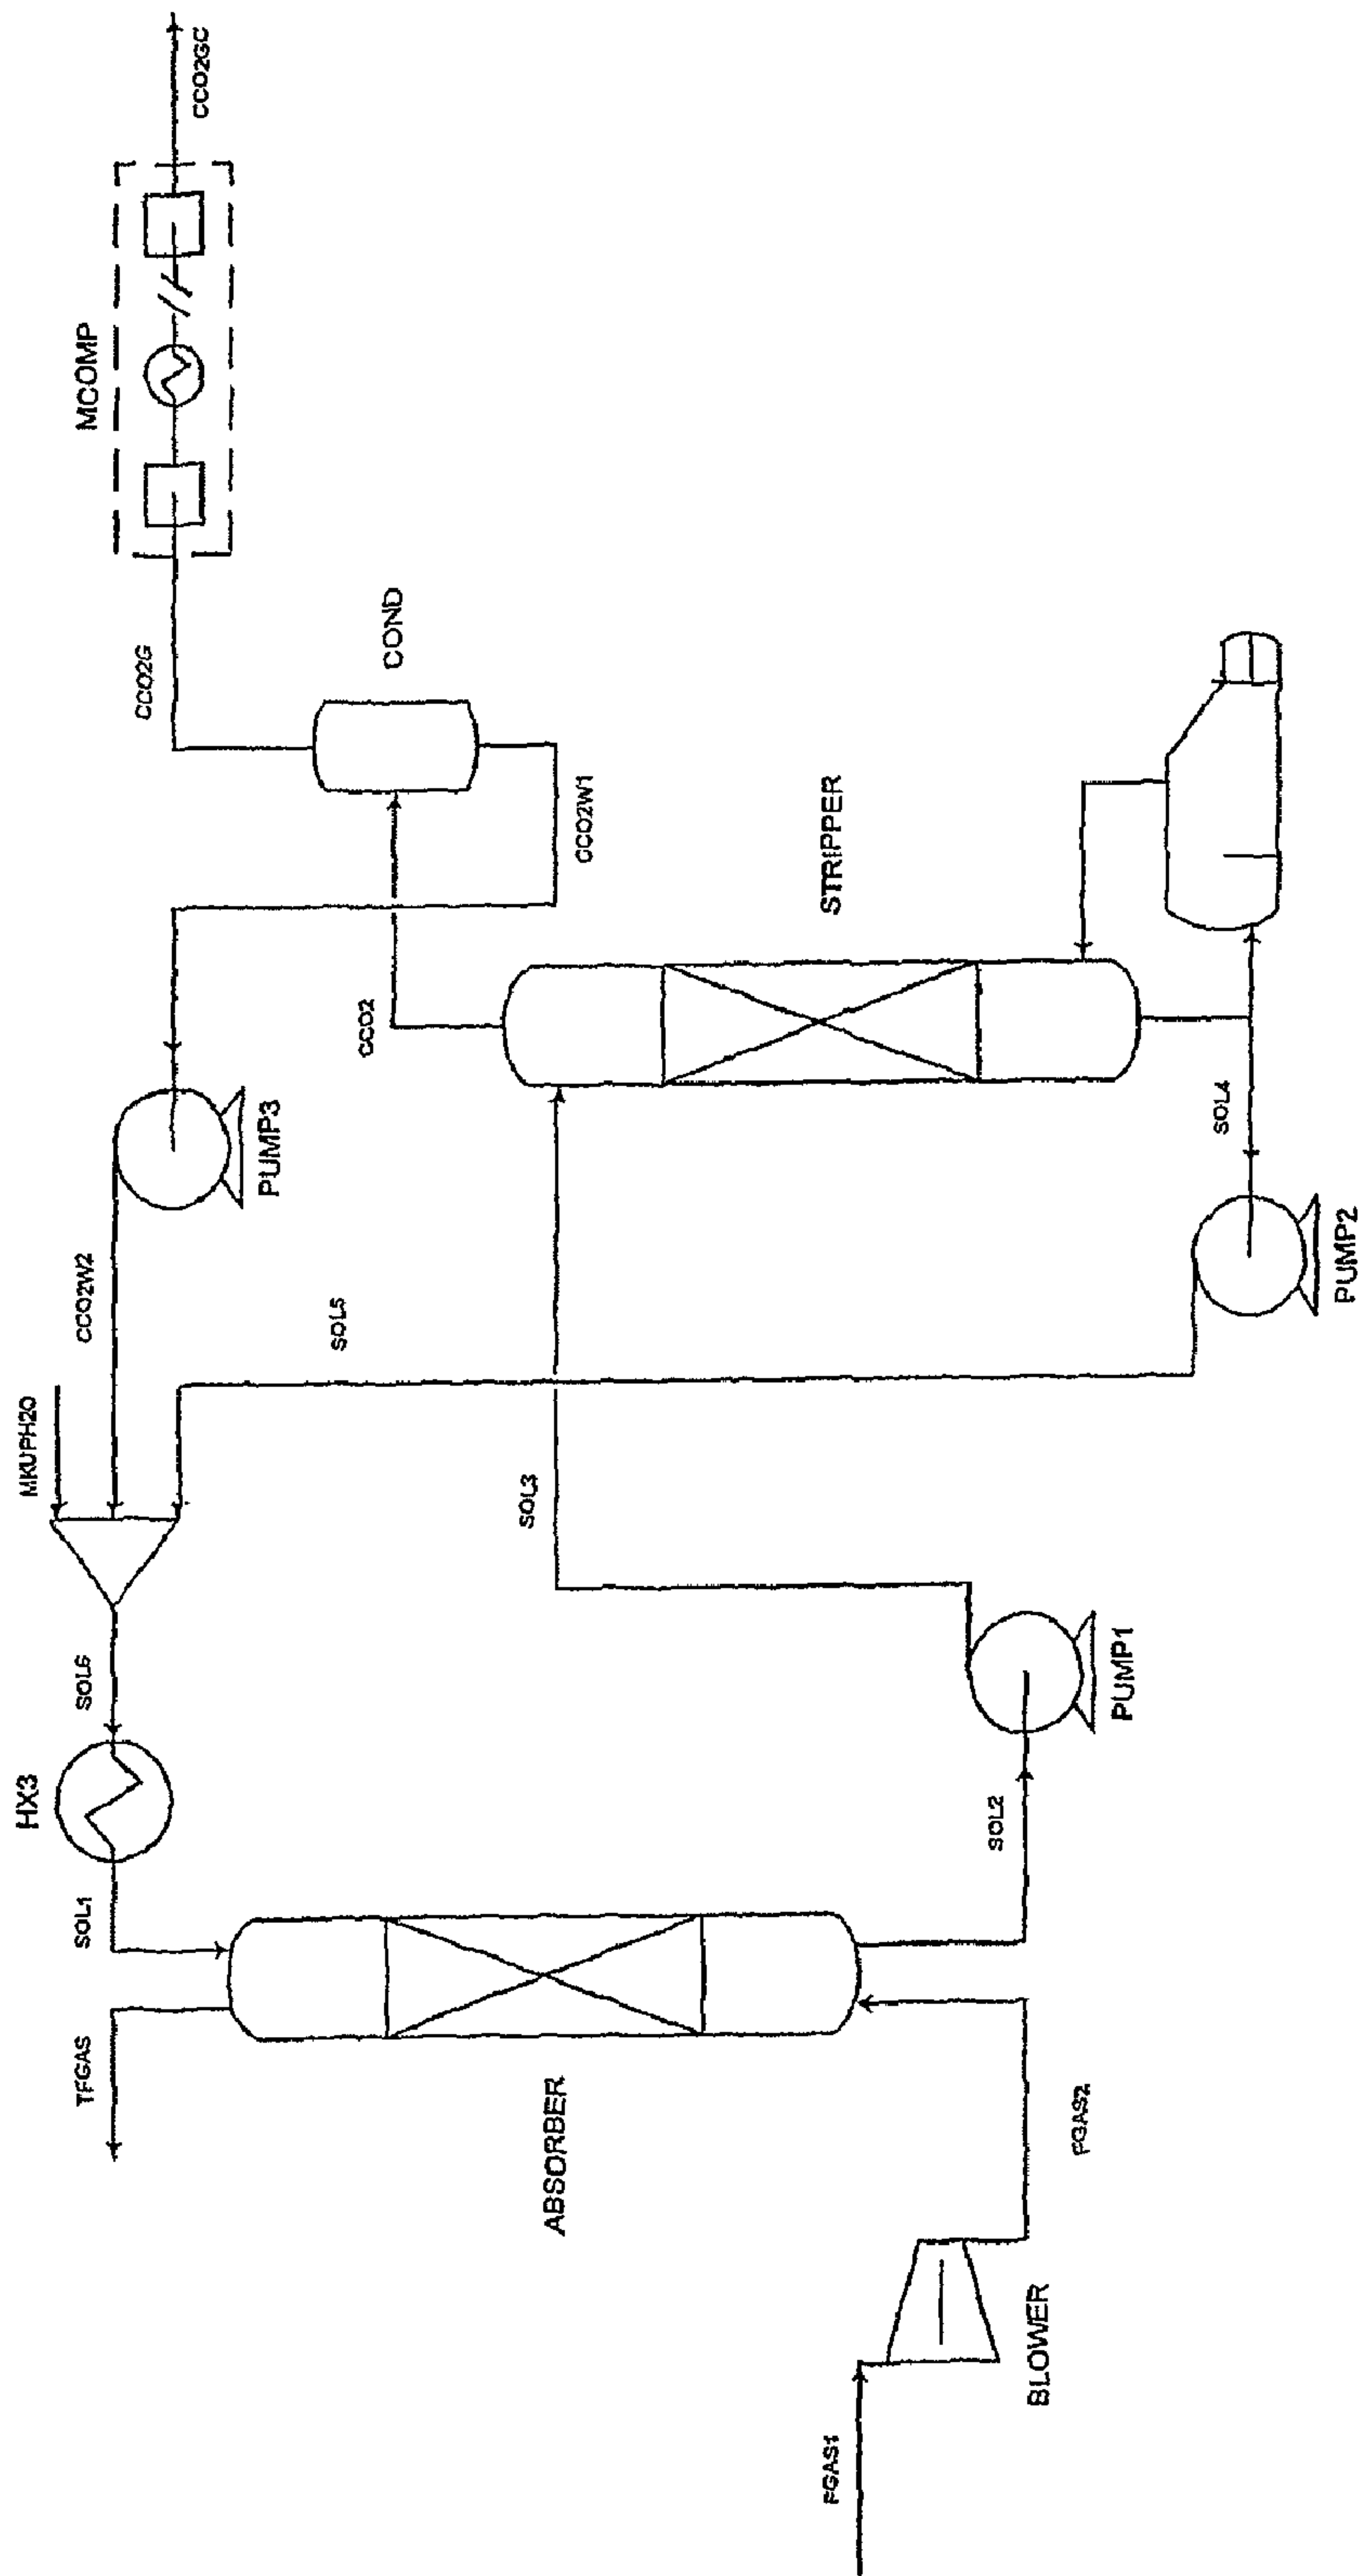 FGAS1
BLOWER
FGAS2
ABSORBER
TFGAS
SOL1
HX3
SOL6
SOL2
PUMP1
SOL3
MKUPH2O
CCO2W2
SOL5
PUMP3
PUMP2
SOL4
CCO2
STRIPPER
CCO2W1
COND
CCO2G
MCOMP
CCO2GC